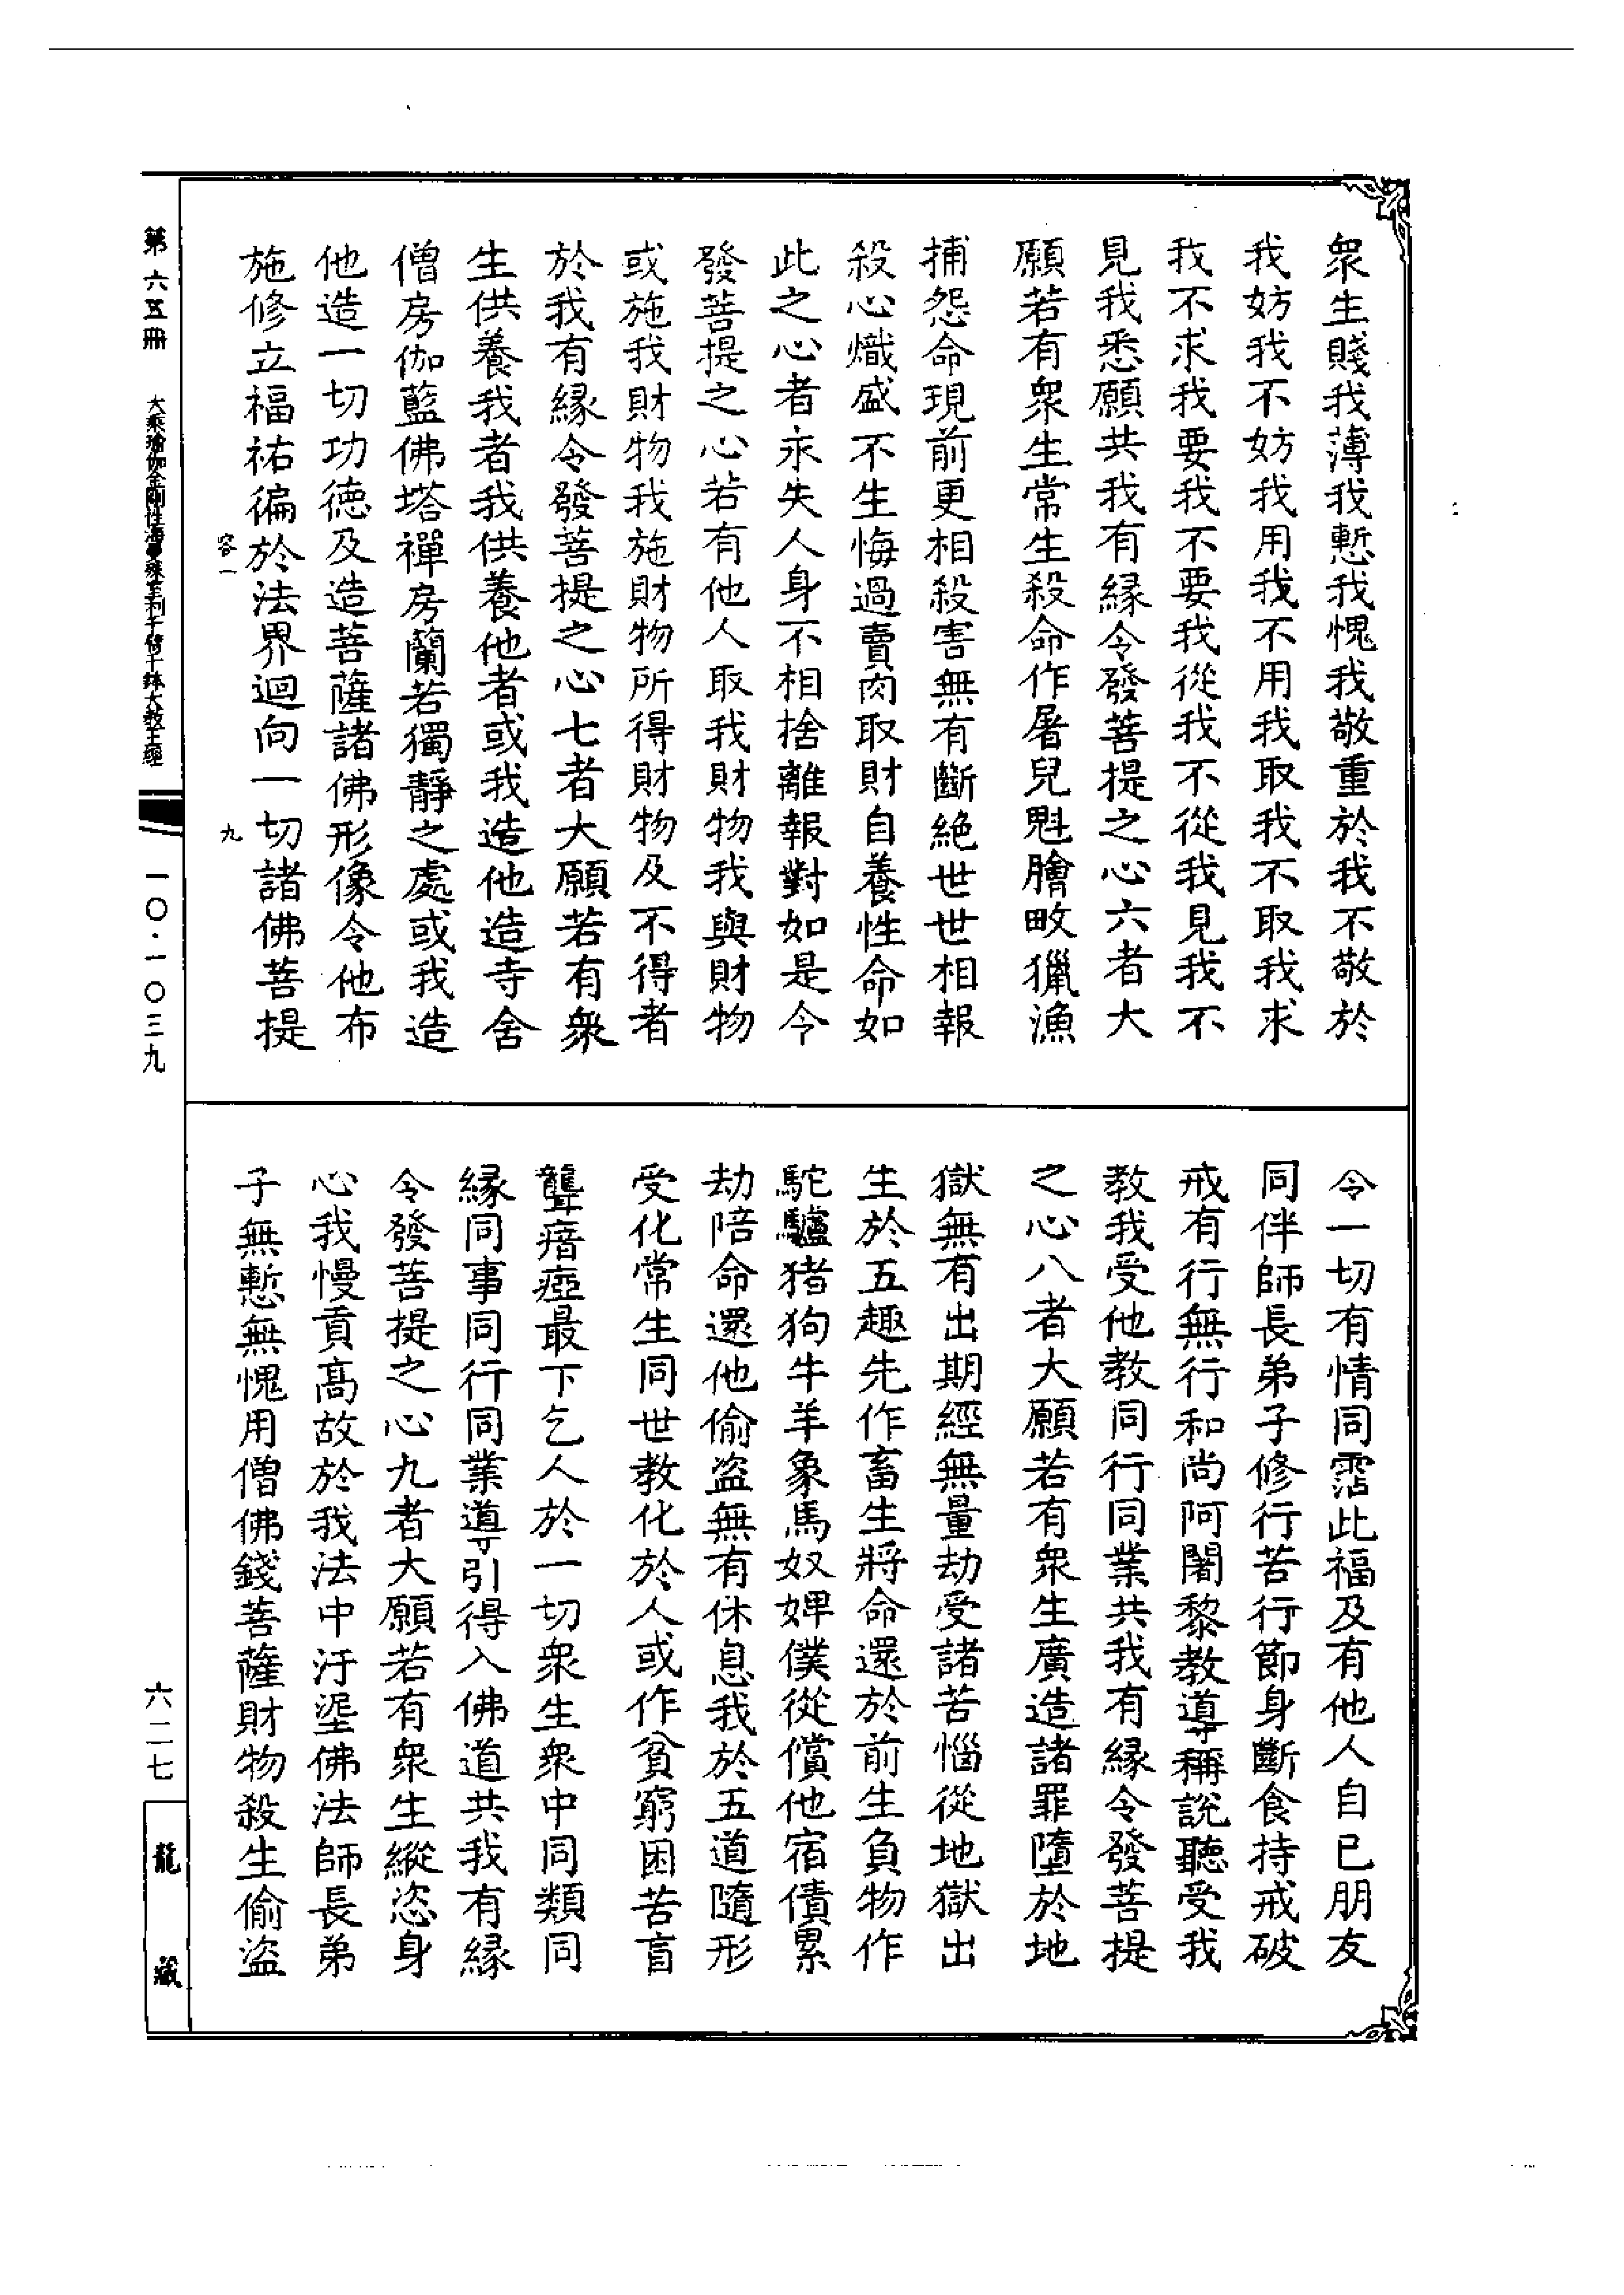 眾生賤我薄我慙我愧我敬重於我不敬於
我妨我不妨我用我不用我取我不取我求
我不求我要我不要我從我不從我見我不
見我悉願共我有緣令發菩提之心六者大
願若有眾生常生殺命作屠兒魁膾畋獵漁
捕怨命現前更相殺害無有斷絕世世相報
殺心熾盛不生悔過賣肉取財自養性命如
此之心者永失人身不相捨離報對如是令
發菩提之心若有他人取我財物我與財物
或施我財物我施財物所得財物及不得者
於我有緣令發菩提之心七者大願若有眾
生供養我者我供養他者或我造他造寺舍
僧房伽藍佛塔禪房蘭若獨靜之處或我造
他造一切功德及造菩薩諸佛形像令他布
施修立福祐徧於法界迴向一切諸佛菩提
容一
九
令一切有情同霑此福及有他人自已朋友
同伴師長弟子修行苦行節身斷食持戒破
戒有行無行和尚阿闍黎教導稱說聽受我
教我受他教同行同業共我有緣令發菩提
之心八者大願若有眾生廣造諸罪墮於地
獄無有出期經無量劫受諸苦惱從地獄出
生於五趣先作畜生將命還於前生負物作
駝驢猪狗牛羊象馬奴婢僕從償他宿債累
劫陪命還他偷盜無有休息我於五道隨形
受化常生同世教化於人或作貧窮困苦盲
聾瘖瘂最下乞人於一切眾生眾中同類同
緣同事同行同業導引得入佛道共我有緣
令發菩提之心九者大願若有眾生縱恣身
心我慢貢高故於我法中汙埿佛法師長弟
子無慙無愧用僧佛錢菩薩財物殺生偷盜
第六五冊
大乘瑜伽金剛性海曼殊室利千臂千鉢大教王經
一〇·一〇三九
六二七
龍藏